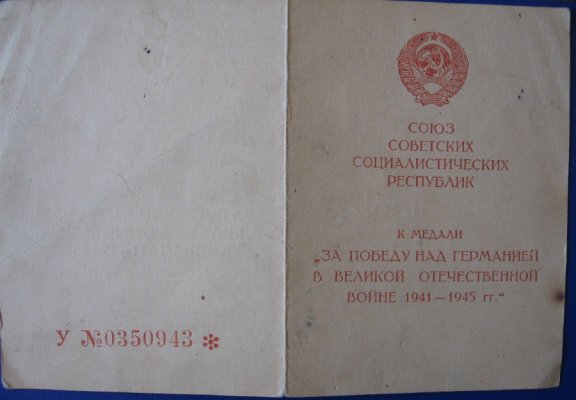 У №0350943 *
СОЮЗ
СОВЕТСКИХ
СОЦИАЛИСТИЧЕСКИХ
РЕСПУБЛИК
К МЕДАЛИ
„ЗА ПОБЕДУ НАД ГЕРМАНИЕЙ
В ВЕЛИКОЙ ОТЕЧЕСТВЕННОЙ
ВОЙНЕ 1941—1945 гг.“